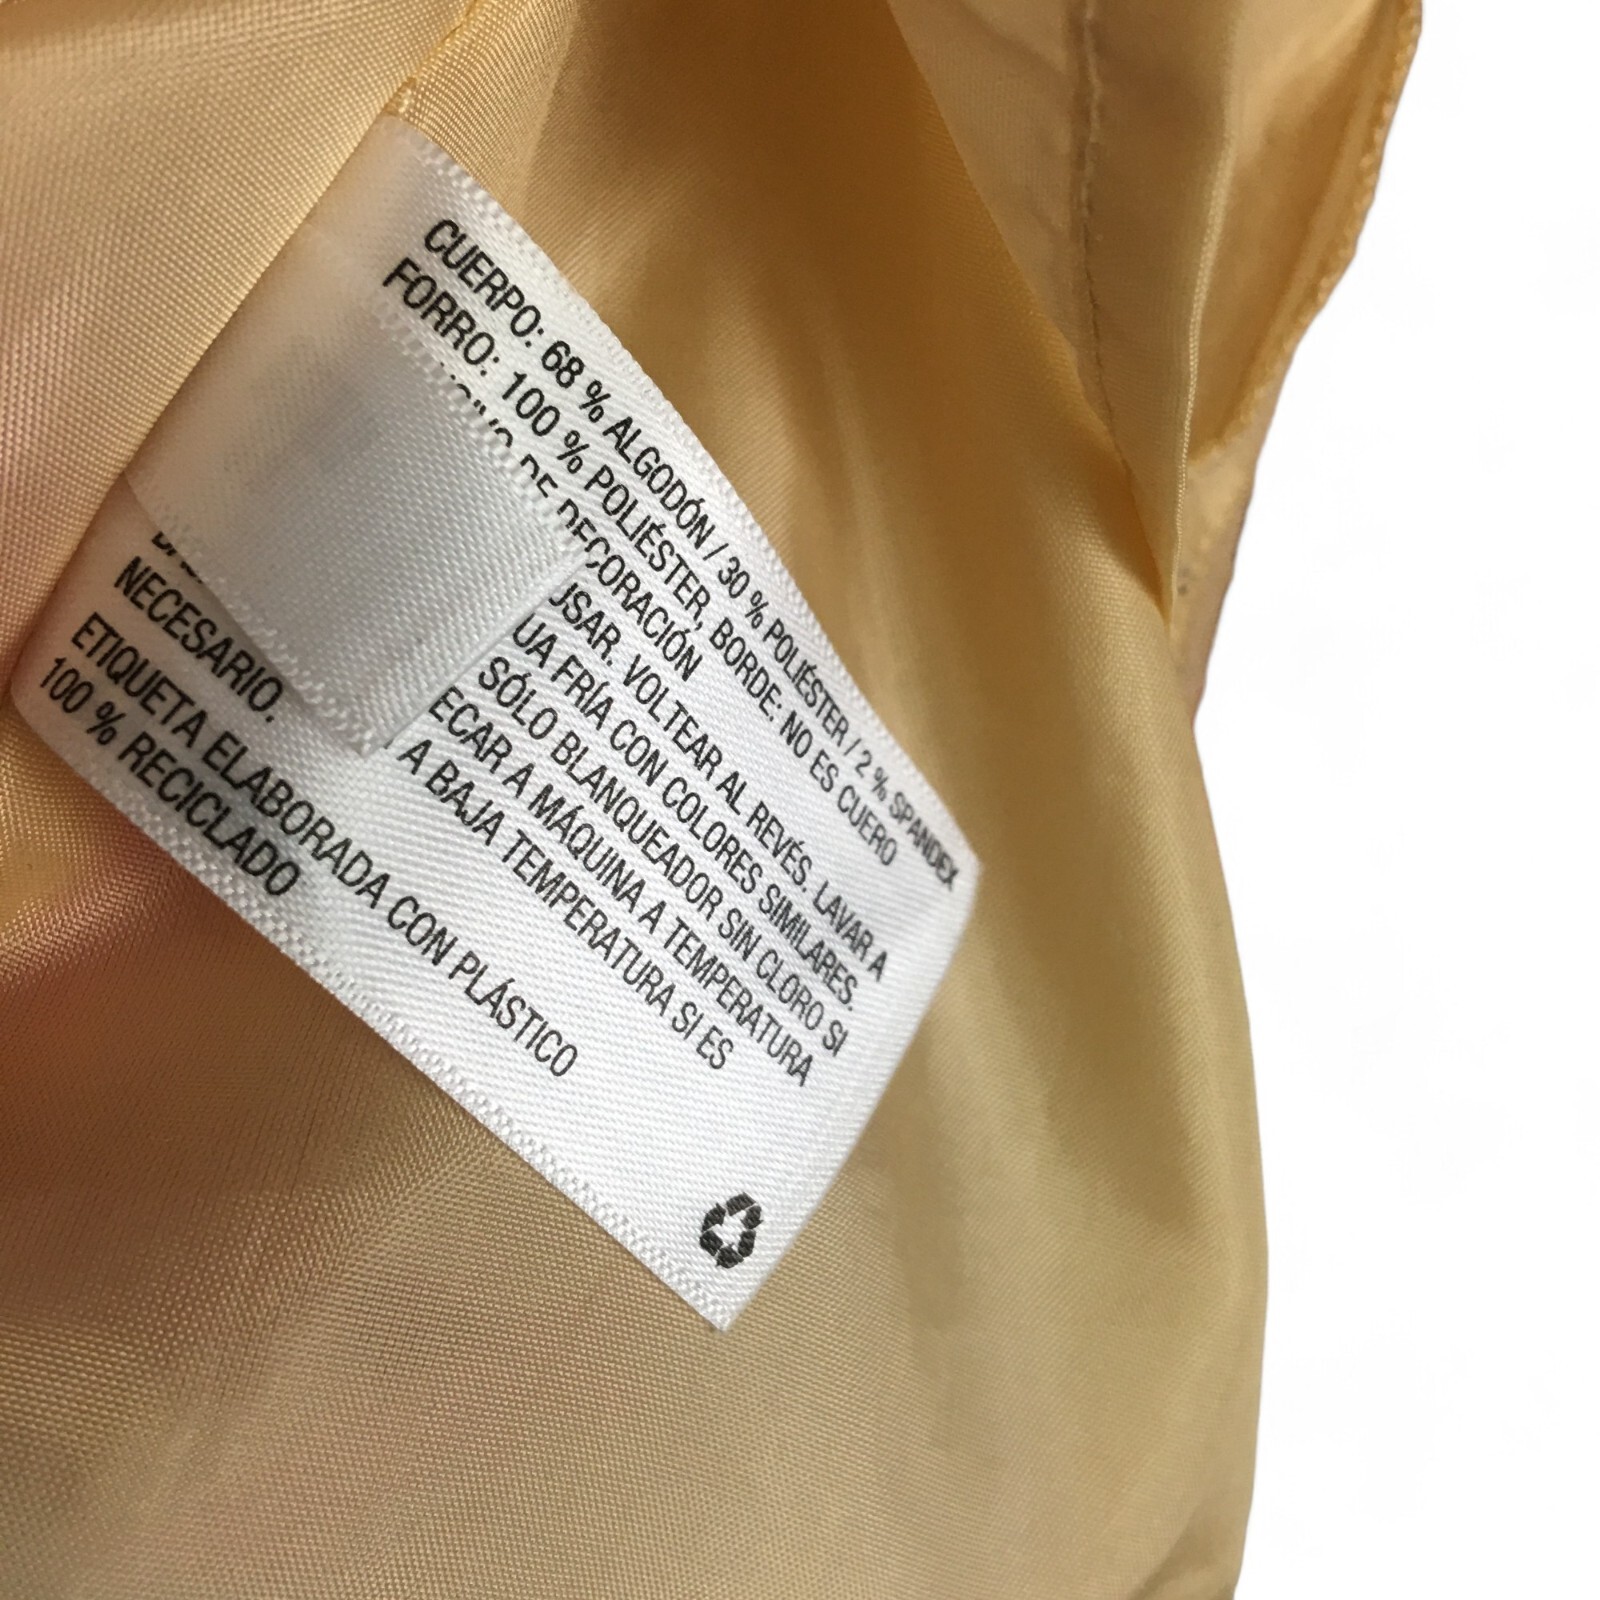 CUERPO: 68 % ALGODÓN / 30 % POLIÉSTER / 2 % SPANDEX
FORRO: 100 % POLIÉSTER, BORDE: NO ES CUERO
DE DECORACIÓN
USAR. VOLTEAR AL REVÉS. LAVAR A
FRÍA CON COLORES SIMILARES.
SÓLO BLANQUEADOR SIN CLORO SI
A MÁQUINA A TEMPERATURA
A BAJA TEMPERATURA SI ES
NECESARIO.
ETIQUETA ELABORADA CON PLÁSTICO
100 % RECICLADO